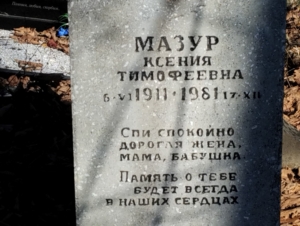 МАЗУР
КСЕНИЯ
ТИМОФЕЕВНА
6·VI 1911 · 1981 17·XII
СПИ СПОКОЙНО
ДОРОГАЯ ЖЕНА,
МАМА, БАБУШКА
ПАМЯТЬ О ТЕБЕ
БУДЕТ ВСЕГДА
В НАШИХ СЕРДЦАХ